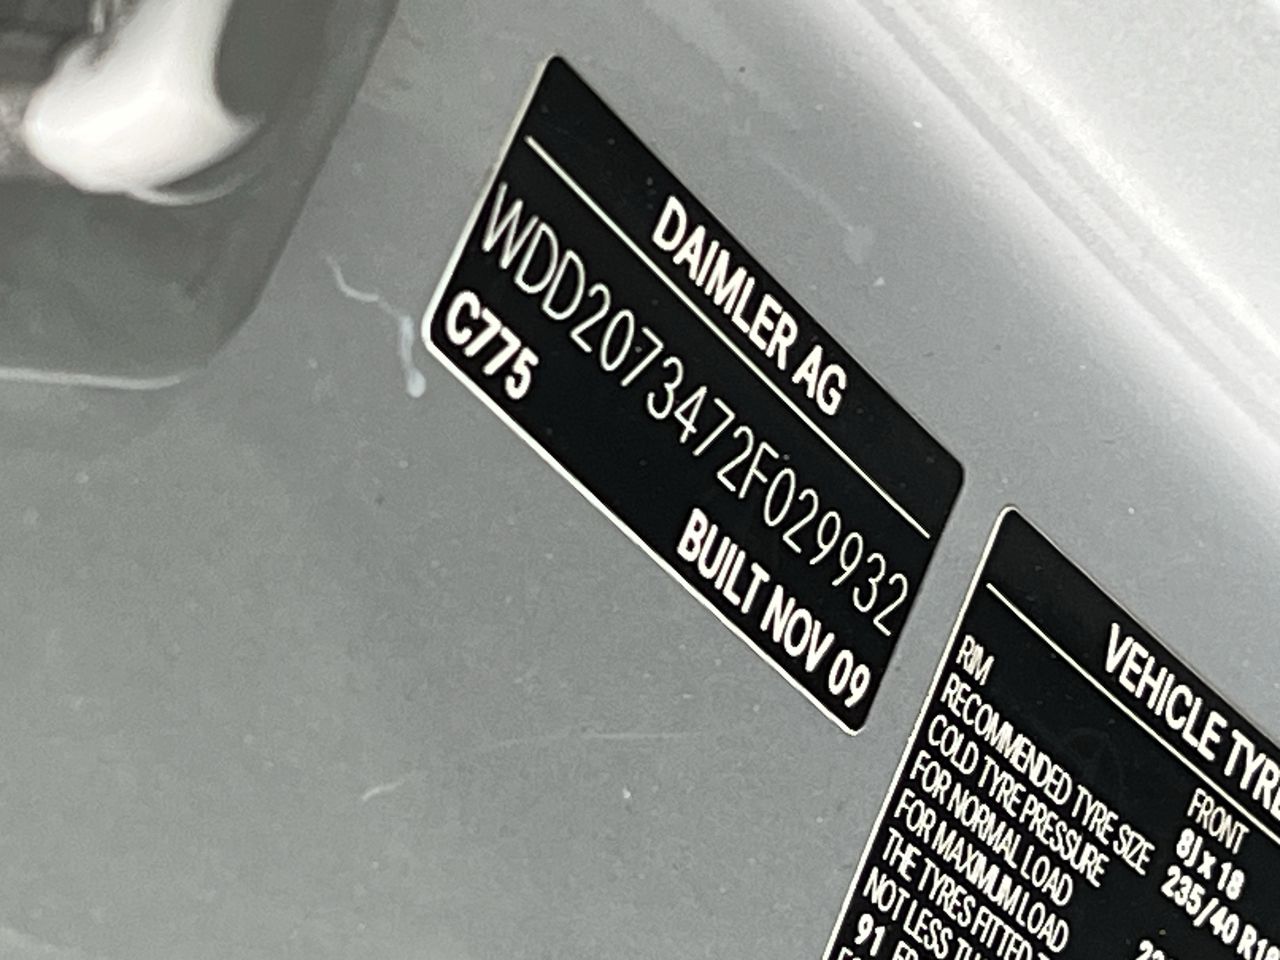 DAIMLER AG
WDD2073472F029932
C775
BUILT NOV 09
VEHICLE TYRE
FRONT
RIM 8J x 18
RECOMMENDED TYRE SIZE 235/40 R18
COLD TYRE PRESSURE
FOR NORMAL LOAD
FOR MAXIMUM LOAD
THE TYRES FITTED
NOT LESS
91